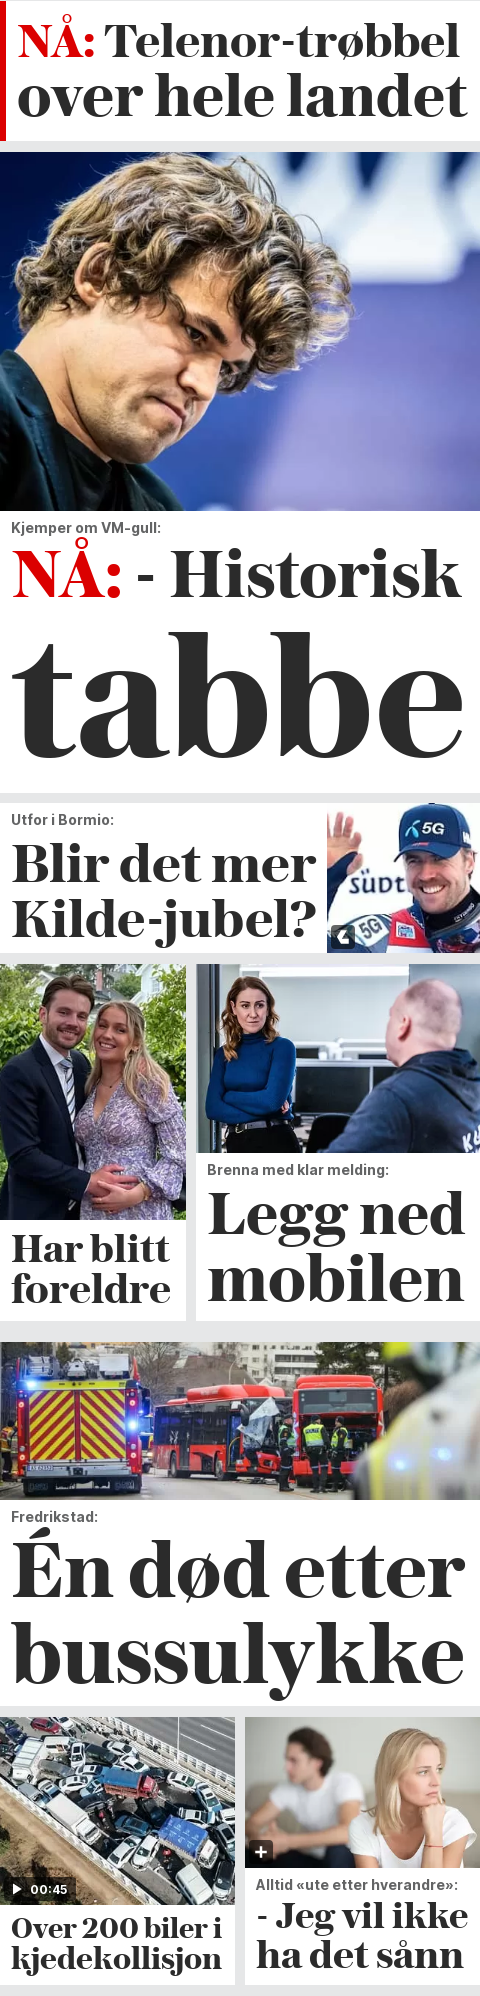 NÅ: Telenor-trøbbel
over hele landet
Kjemper om VM-gull:
NÅ: - Historisk
tabbe
Utfor i Bormio:
Blir det mer
Kilde-jubel?
5G
SÜDT
5G
Har blitt
foreldre
Brenna med klar melding:
Legg ned
mobilen
Fredrikstad:
Én død etter
bussulykke
00:45
Over 200 biler i
kjedekollisjon
Alltid «ute etter hverandre»:
- Jeg vil ikke
ha det sånn